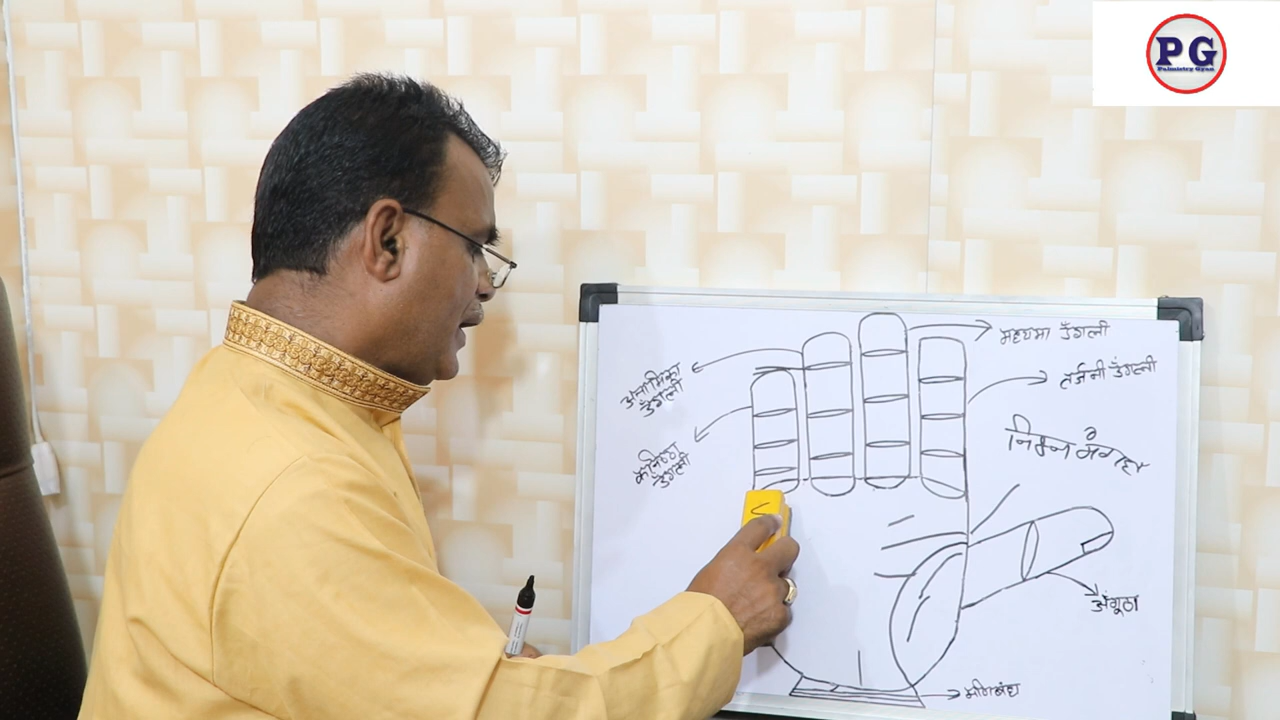 PG
Palmistry Gyan
मध्यमा उँगली
तर्जनी उँगली
अनामिका
उँगली
कनिष्ठ
उँगली
निम्न मंगल
अँगूठा
मणिबंध